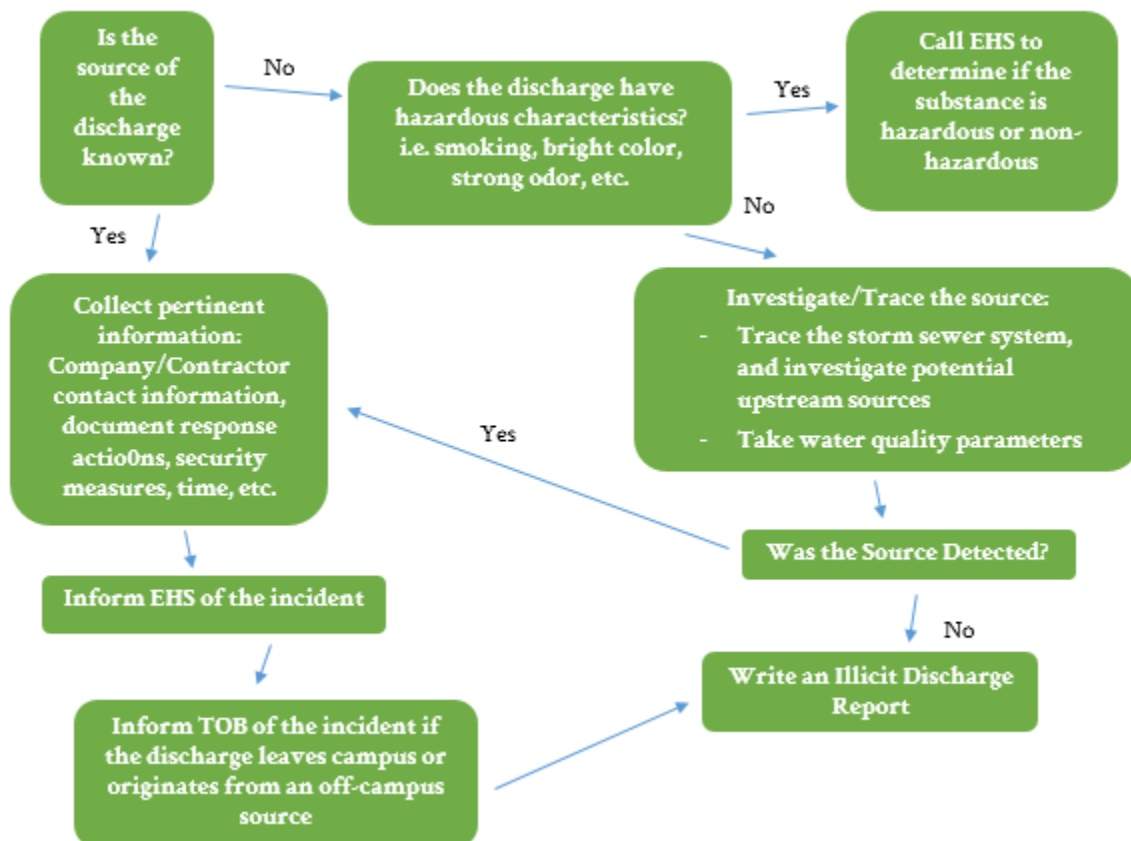 Is the
source of
the
discharge
known?
No
Does the discharge have
hazardous characteristics?
i.e. smoking, bright color,
strong odor, etc.
Yes
Call EHS to
determine if the
substance is
hazardous or non-
hazardous
Yes
No
Collect pertinent
information:
Company/Contractor
contact information,
document response
actio0ns, security
measures, time, etc.
Investigate/Trace the source:
- Trace the storm sewer system,
and investigate potential
upstream sources
- Take water quality parameters
Yes
Was the Source Detected?
Inform EHS of the incident
No
Write an Illicit Discharge
Report
Inform TOB of the incident if
the discharge leaves campus or
originates from an off-campus
source